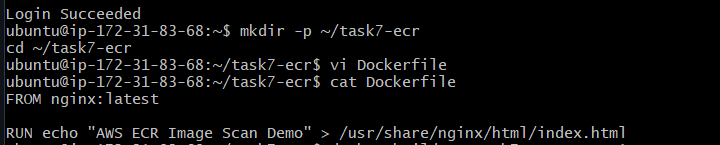 Login Succeeded
ubuntu@ip-172-31-83-68:~$ mkdir -p ~/task7-ecr
cd ~/task7-ecr
ubuntu@ip-172-31-83-68:~/task7-ecr$ vi Dockerfile
ubuntu@ip-172-31-83-68:~/task7-ecr$ cat Dockerfile
FROM nginx:latest
RUN echo "AWS ECR Image Scan Demo" > /usr/share/nginx/html/index.html